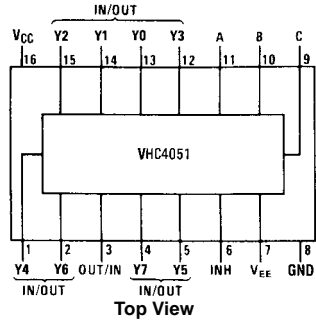 IN/OUT
VCC Y2 Y1 Y0 Y3 A B C
16 15 14 13 12 11 10 9
VHC4051
1 2 3 4 5 6 7 8
Y4 Y6 OUT/IN Y7 Y5 INH VEE GND
IN/OUT IN/OUT
Top View